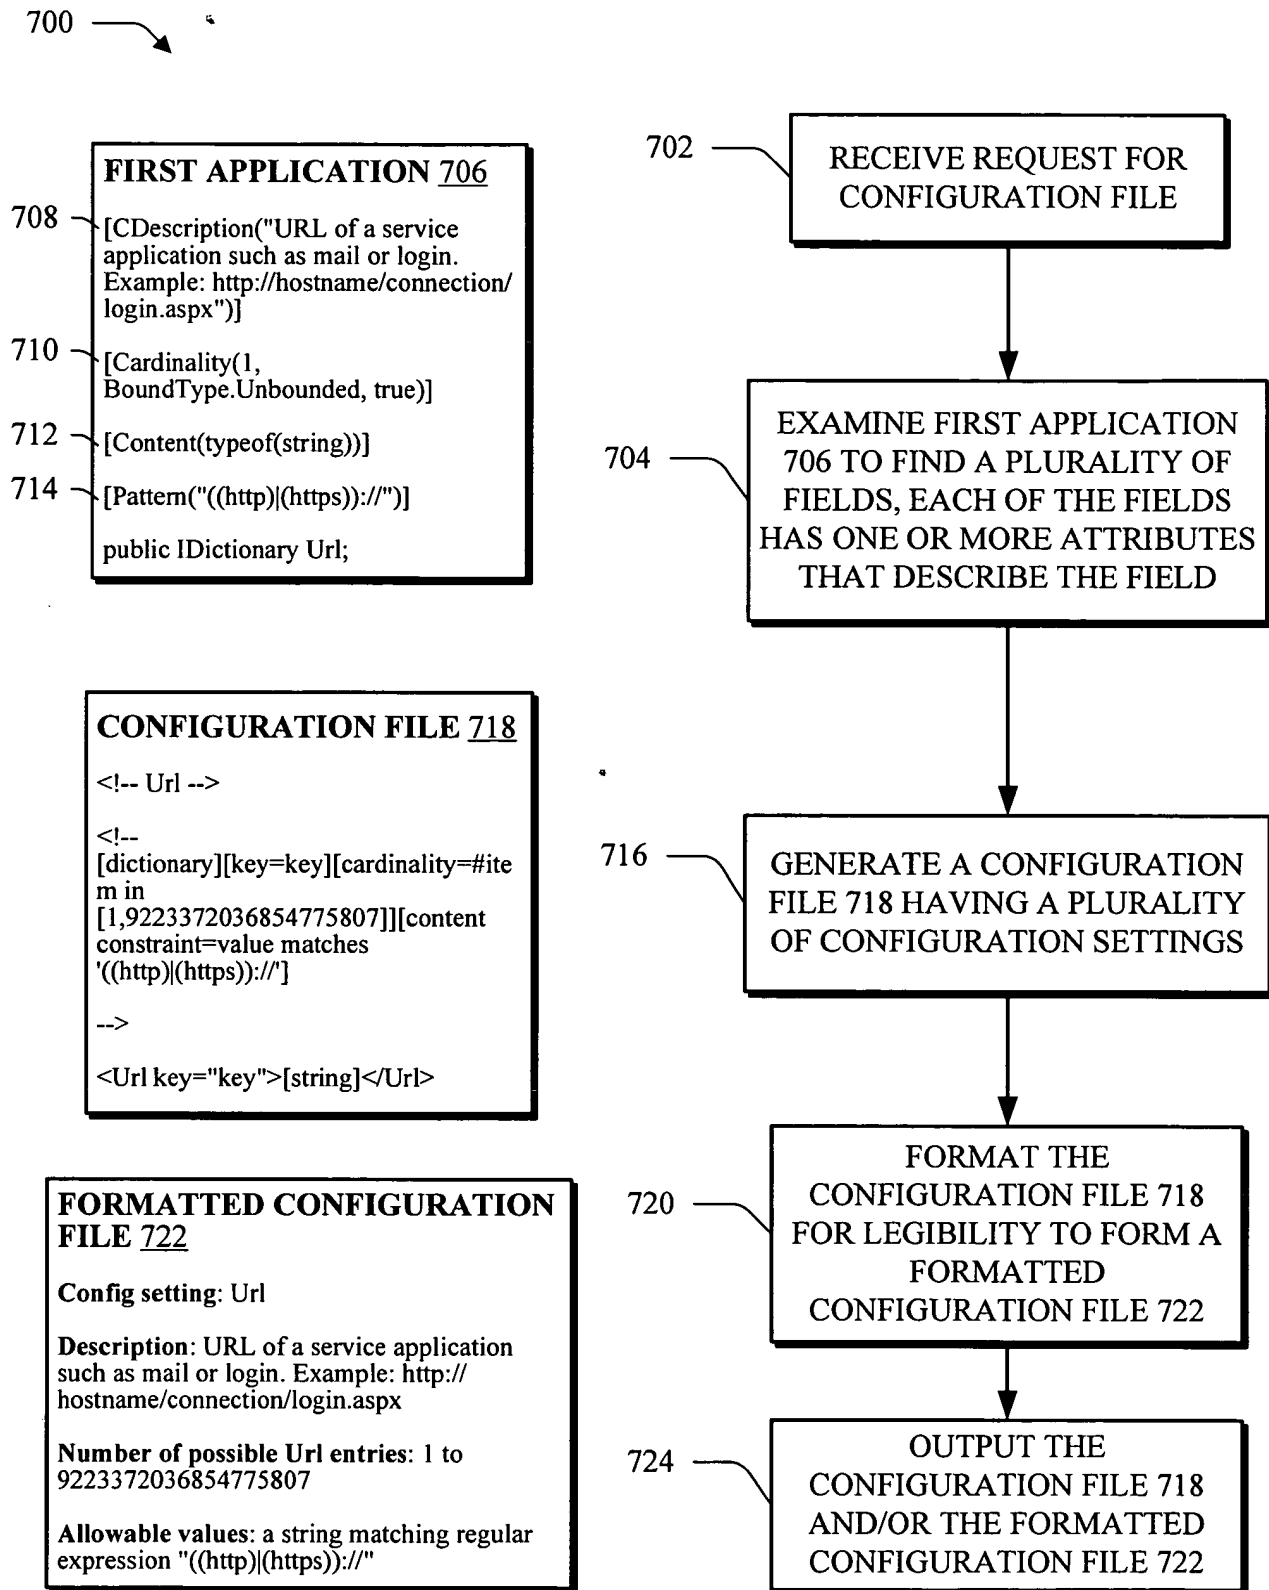 700
FIRST APPLICATION 706
708
[CDescription("URL of a service
application such as mail or login.
Example: http://hostname/connection/
login.aspx")]
710
[Cardinality(1,
BoundType.Unbounded, true)]
712
[Content(typeof(string))]
714
[Pattern("((http)|(https))://")]
public IDictionary Url;
CONFIGURATION FILE 718
<!-- Url -->
<!--
[dictionary][key=key][cardinality=#ite
m in
[1,9223372036854775807]][content
constraint=value matches
'((http)|(https))://']
-->
<Url key="key">[string]</Url>
FORMATTED CONFIGURATION
FILE 722
Config setting: Url
Description: URL of a service application
such as mail or login. Example: http://
hostname/connection/login.aspx
Number of possible Url entries: 1 to
9223372036854775807
Allowable values: a string matching regular
expression "((http)|(https))://"
702
RECEIVE REQUEST FOR
CONFIGURATION FILE
704
EXAMINE FIRST APPLICATION
706 TO FIND A PLURALITY OF
FIELDS, EACH OF THE FIELDS
HAS ONE OR MORE ATTRIBUTES
THAT DESCRIBE THE FIELD
716
GENERATE A CONFIGURATION
FILE 718 HAVING A PLURALITY
OF CONFIGURATION SETTINGS
720
FORMAT THE
CONFIGURATION FILE 718
FOR LEGIBILITY TO FORM A
FORMATTED
CONFIGURATION FILE 722
724
OUTPUT THE
CONFIGURATION FILE 718
AND/OR THE FORMATTED
CONFIGURATION FILE 722